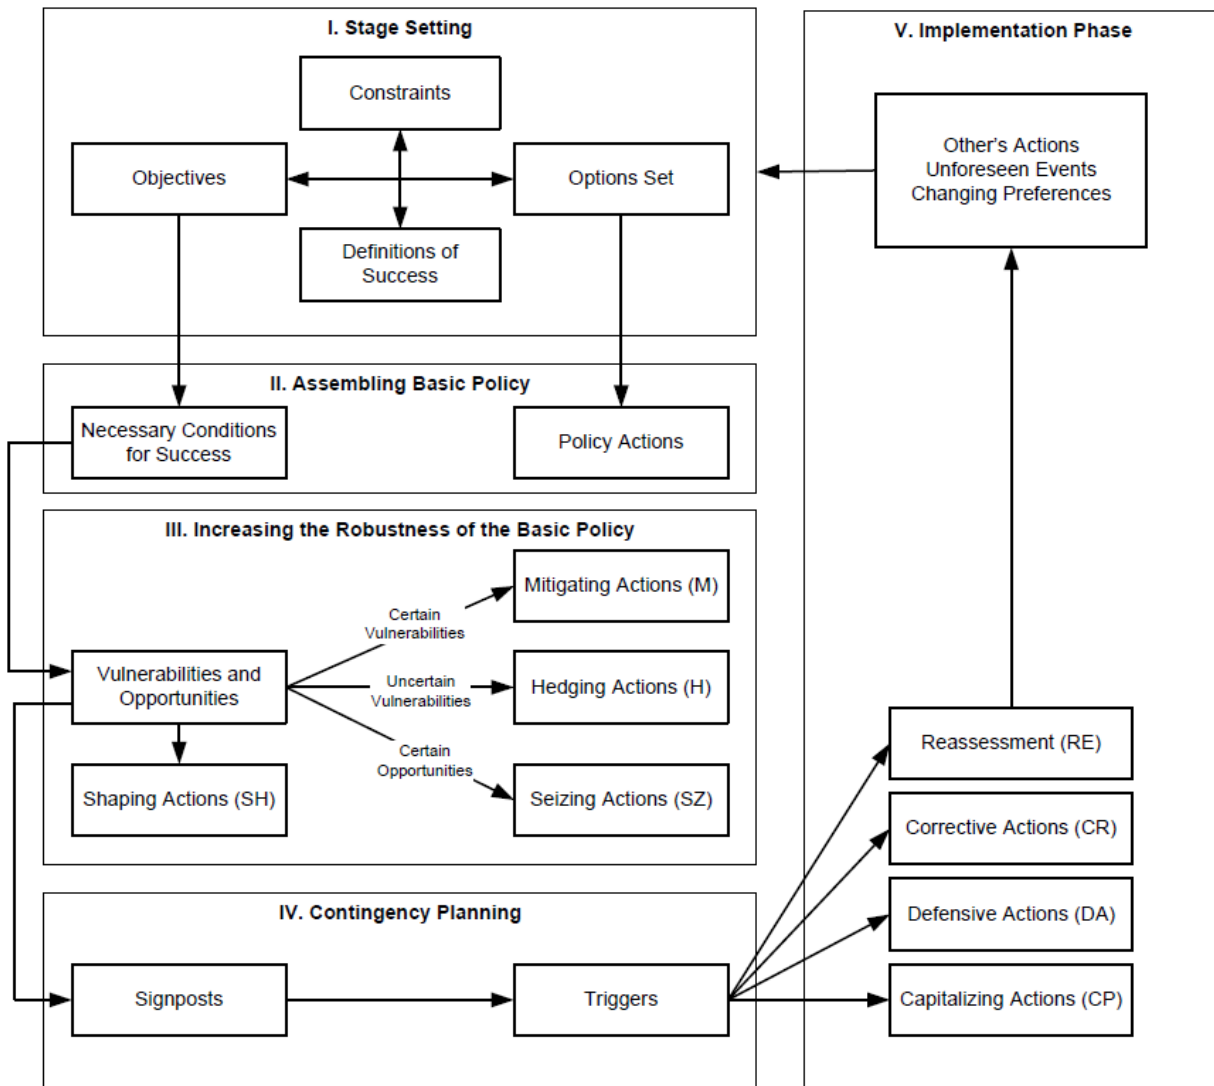 I. Stage Setting
Constraints
Objectives
Options Set
Definitions of
Success
II. Assembling Basic Policy
Necessary Conditions
for Success
Policy Actions
III. Increasing the Robustness of the Basic Policy
Mitigating Actions (M)
Certain
Vulnerabilities
Vulnerabilities and
Opportunities
Uncertain
Vulnerabilities
Hedging Actions (H)
Certain
Opportunities
Shaping Actions (SH)
Seizing Actions (SZ)
IV. Contingency Planning
Signposts
Triggers
V. Implementation Phase
Other's Actions
Unforeseen Events
Changing Preferences
Reassessment (RE)
Corrective Actions (CR)
Defensive Actions (DA)
Capitalizing Actions (CP)